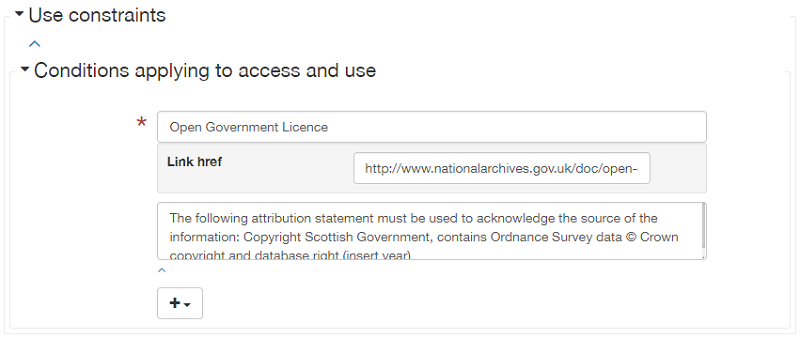 Use constraints
Conditions applying to access and use
* Open Government Licence
Link href
http://www.nationalarchives.gov.uk/doc/open-
The following attribution statement must be used to acknowledge the source of the
information: Copyright Scottish Government, contains Ordnance Survey data © Crown
copyright and database right (insert year)